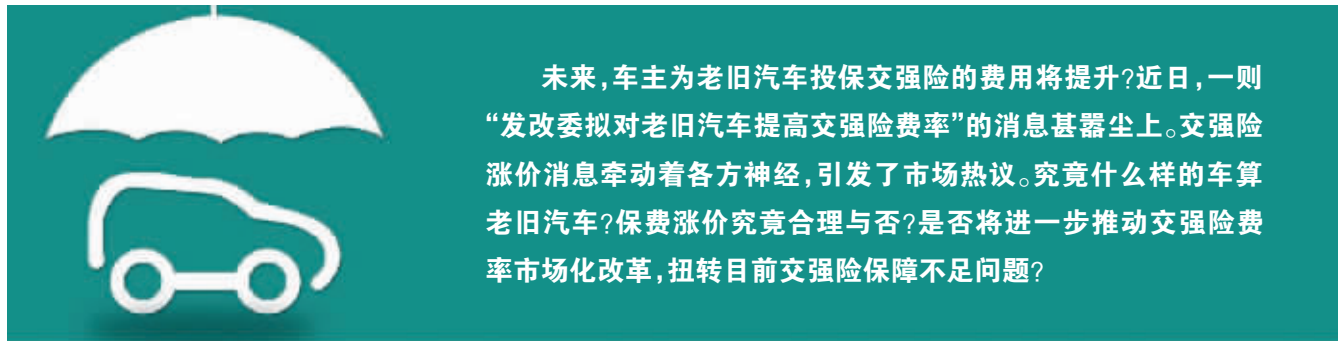 未来,车主为老旧汽车投保交强险的费用将提升?近日,一则
“发改委拟对老旧汽车提高交强险费率”的消息甚嚣尘上。交强险
涨价消息牵动着各方神经,引发了市场热议。究竟什么样的车算
老旧汽车?保费涨价究竟合理与否?是否将进一步推动交强险费
率市场化改革,扭转目前交强险保障不足问题?